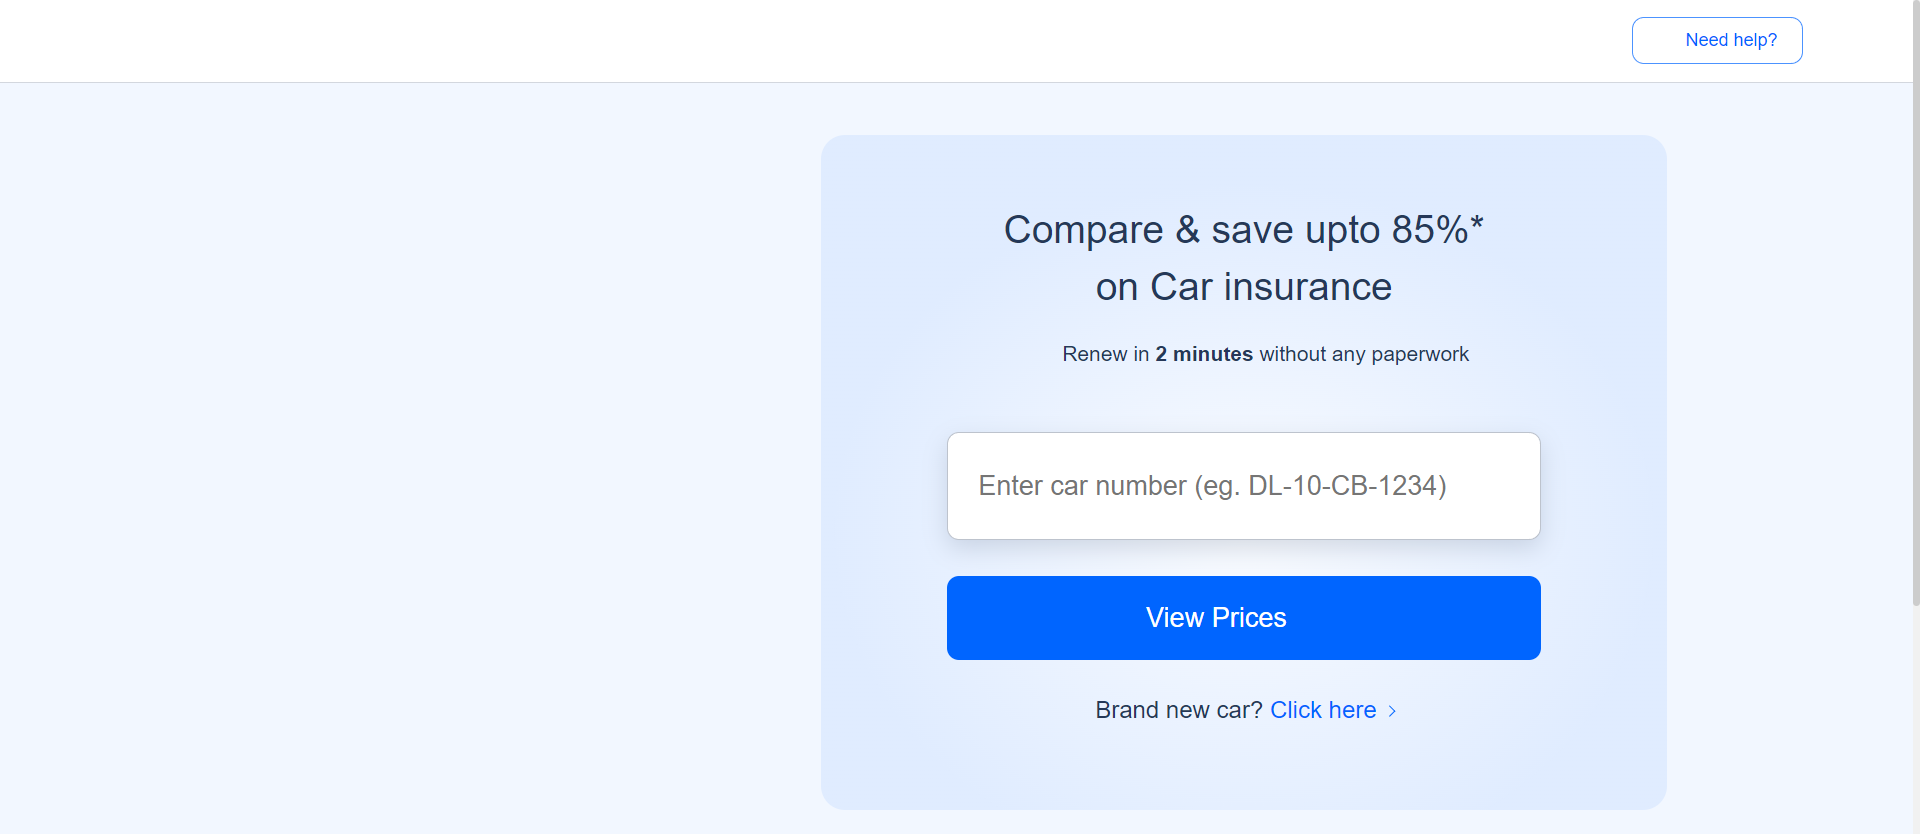 Need help?
Compare & save upto 85%*
on Car insurance
Renew in 2 minutes without any paperwork
Enter car number (eg. DL-10-CB-1234)
View Prices
Brand new car? Click here